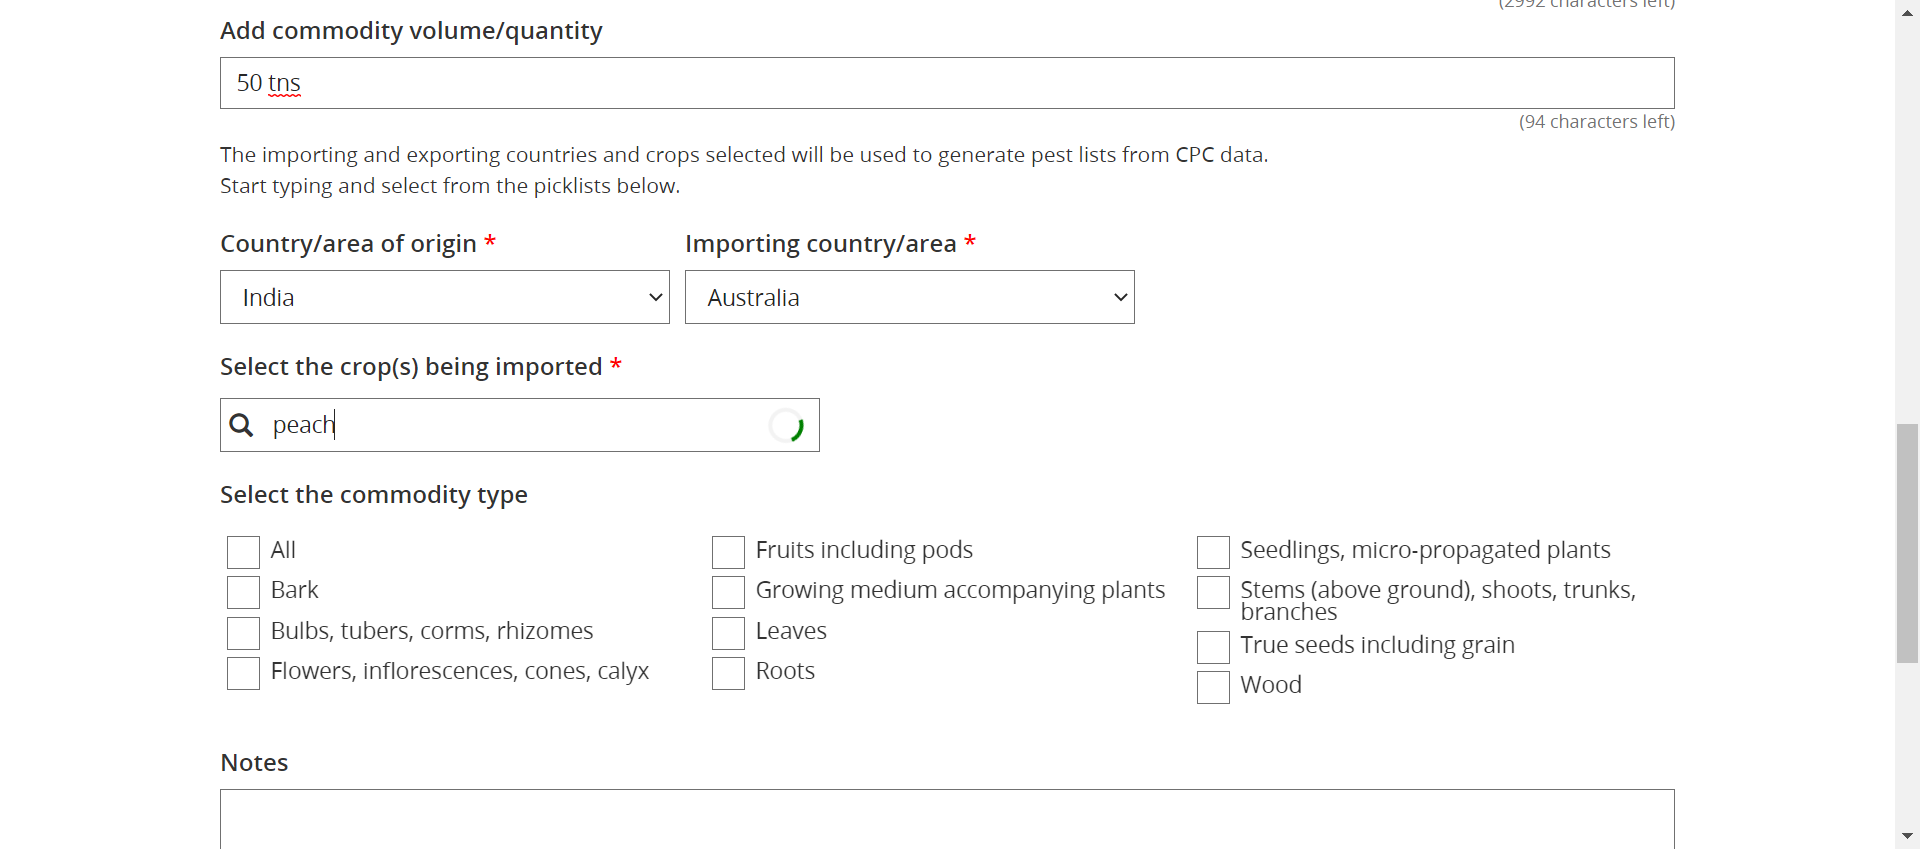 (2992 characters left)
Add commodity volume/quantity
50 tns
(94 characters left)
The importing and exporting countries and crops selected will be used to generate pest lists from CPC data.
Start typing and select from the picklists below.
Country/area of origin *
Importing country/area *
India
Australia
Select the crop(s) being imported *
peach
Select the commodity type
All
Bark
Bulbs, tubers, corms, rhizomes
Flowers, inflorescences, cones, calyx
Fruits including pods
Growing medium accompanying plants
Leaves
Roots
Seedlings, micro-propagated plants
Stems (above ground), shoots, trunks,
branches
True seeds including grain
Wood
Notes